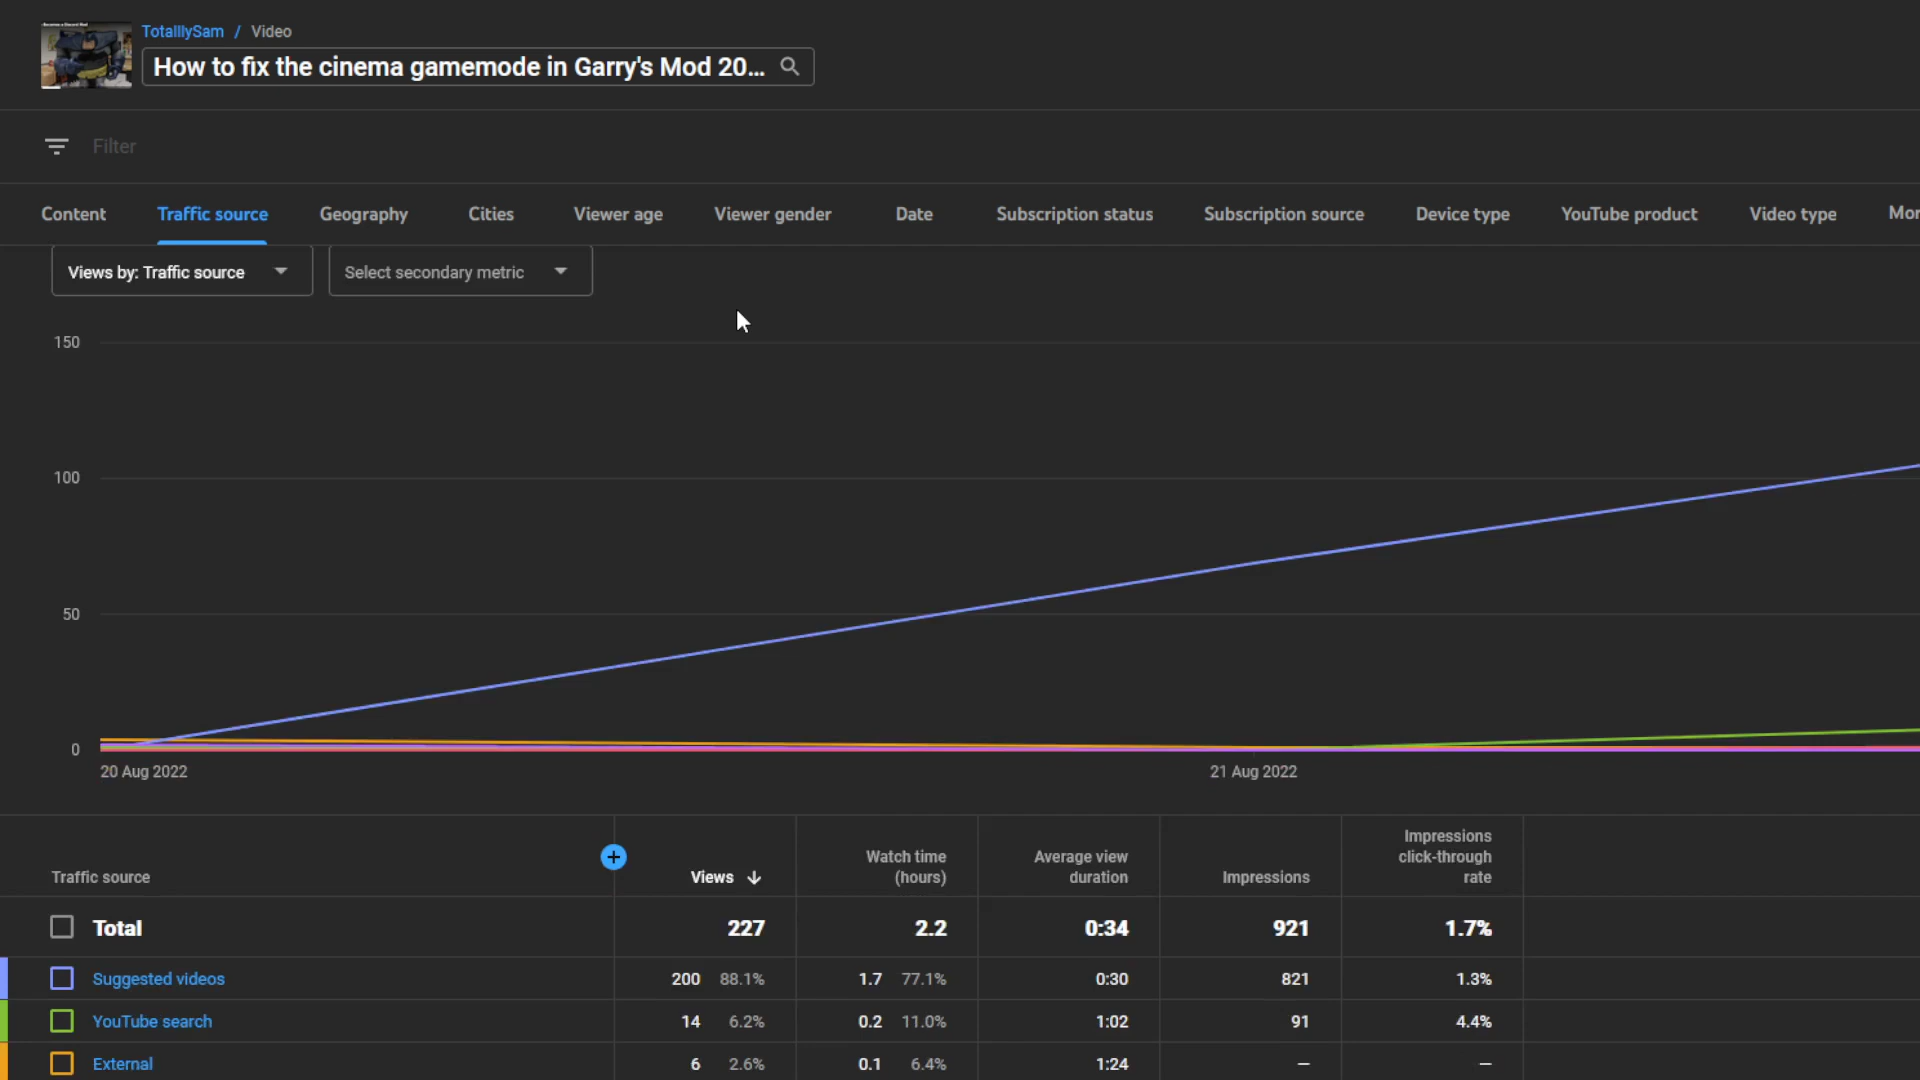 TotalllySam / Video
How to fix the cinema gamemode in Garry's Mod 20...
Filter
Content Traffic source Geography Cities Viewer age Viewer gender Date Subscription status Subscription source Device type YouTube product Video type Mor
Views by: Traffic source Select secondary metric
150
100
50
0
20 Aug 2022 21 Aug 2022
Traffic source Views Watch time (hours) Average view duration Impressions Impressions click-through rate
Total 227 2.2 0:34 921 1.7%
Suggested videos 200 88.1% 1.7 77.1% 0:30 821 1.3%
YouTube search 14 6.2% 0.2 11.0% 1:02 91 4.4%
External 6 2.6% 0.1 6.4% 1:24 — —